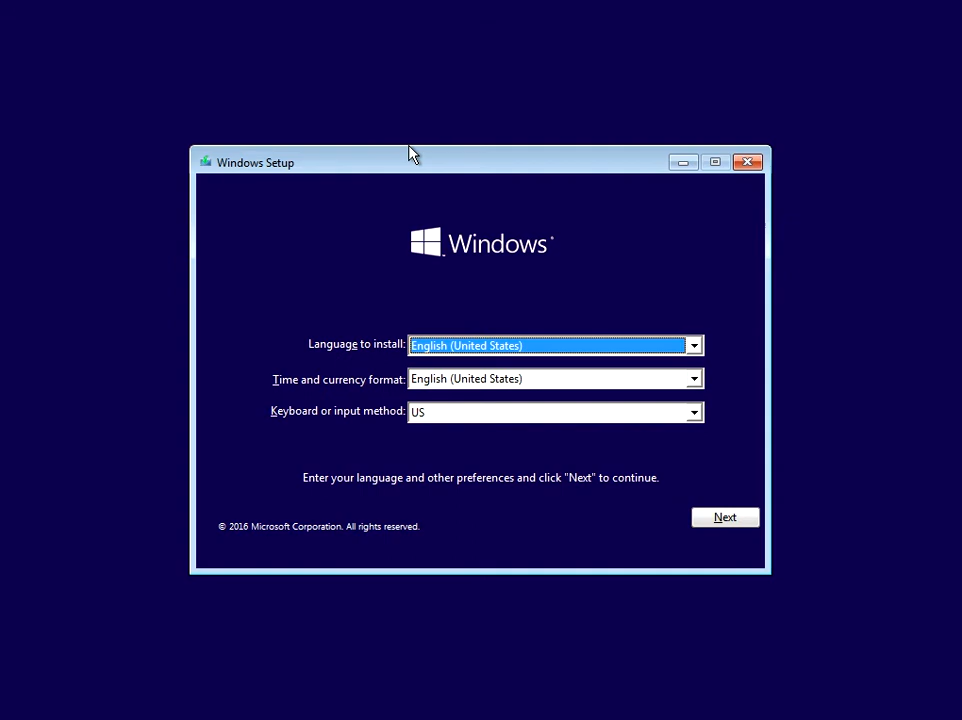 Windows Setup
Windows
Language to install: English (United States)
Time and currency format: English (United States)
Keyboard or input method: US
Enter your language and other preferences and click "Next" to continue.
Next
© 2016 Microsoft Corporation. All rights reserved.